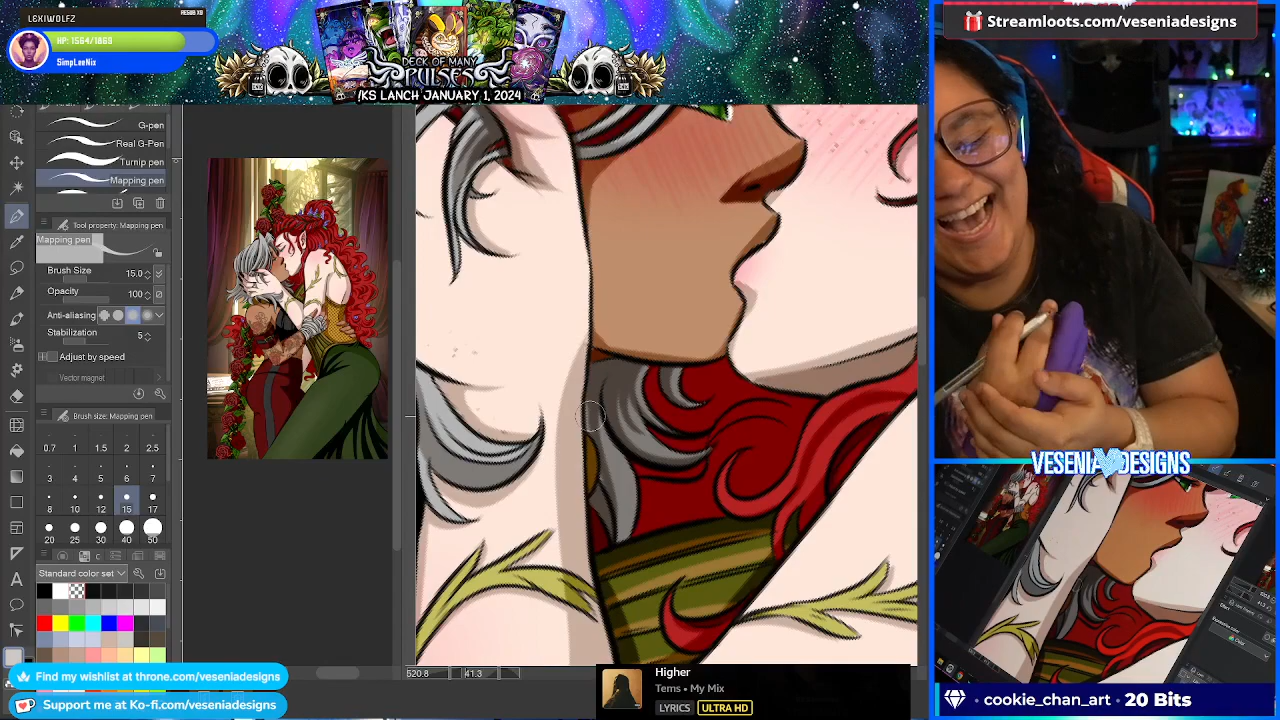 LEXIWOLFZ
HP: 1564/1869
SimpLeeNix
DECK OF MANY
PULSES
!KS LANCH JANUARY 1, 2024
Streamloots.com/veseniadesigns
G-pen
Real G-Pen
Turnip pen
Mapping pen
Tool property: Mapping pen
Mapping pen
Brush Size 15.0
Opacity 100
Anti-aliasing
Stabilization 5
Adjust by speed
Vector magnet
Brush size: Mapping pen
0.7 1 1.5 2 2.5
3 4 5 6 7
8 10 12 15 17
20 25 30 40 50
Standard color set
520.8 41.3
Find my wishlist at throne.com/veseniadesigns
Support me at Ko-fi.com/veseniadesigns
Higher
Tems • My Mix
LYRICS ULTRA HD
VESENIA DESIGNS
cookie_chan_art · 20 Bits